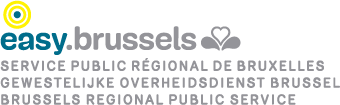 easy.brussels
SERVICE PUBLIC RÉGIONAL DE BRUXELLES
GEWESTELIJKE OVERHEIDSDIENST BRUSSEL
BRUSSELS REGIONAL PUBLIC SERVICE